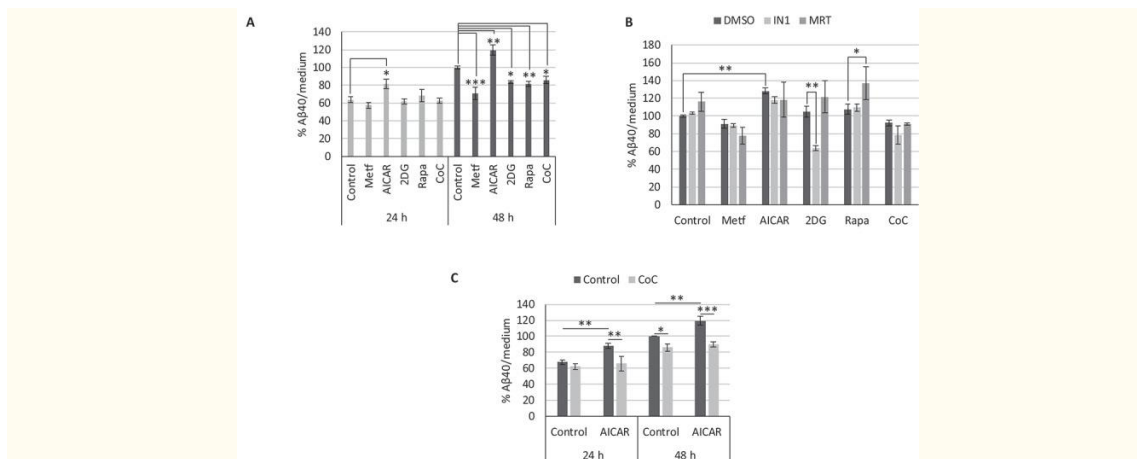 A
% Aβ40/medium
140
120
100
80
60
40
20
0
*
***
**
*
**
*
Control
Metf
AICAR
2DG
Rapa
CoC
Control
Metf
AICAR
2DG
Rapa
CoC
24 h
48 h
B
DMSO IN1 MRT
% Aβ40/medium
180
160
140
120
100
80
60
40
20
0
**
**
*
Control Metf AICAR 2DG Rapa CoC
C
Control CoC
% Aβ40/medium
140
120
100
80
60
40
20
0
**
**
*
**
***
Control AICAR Control AICAR
24 h 48 h